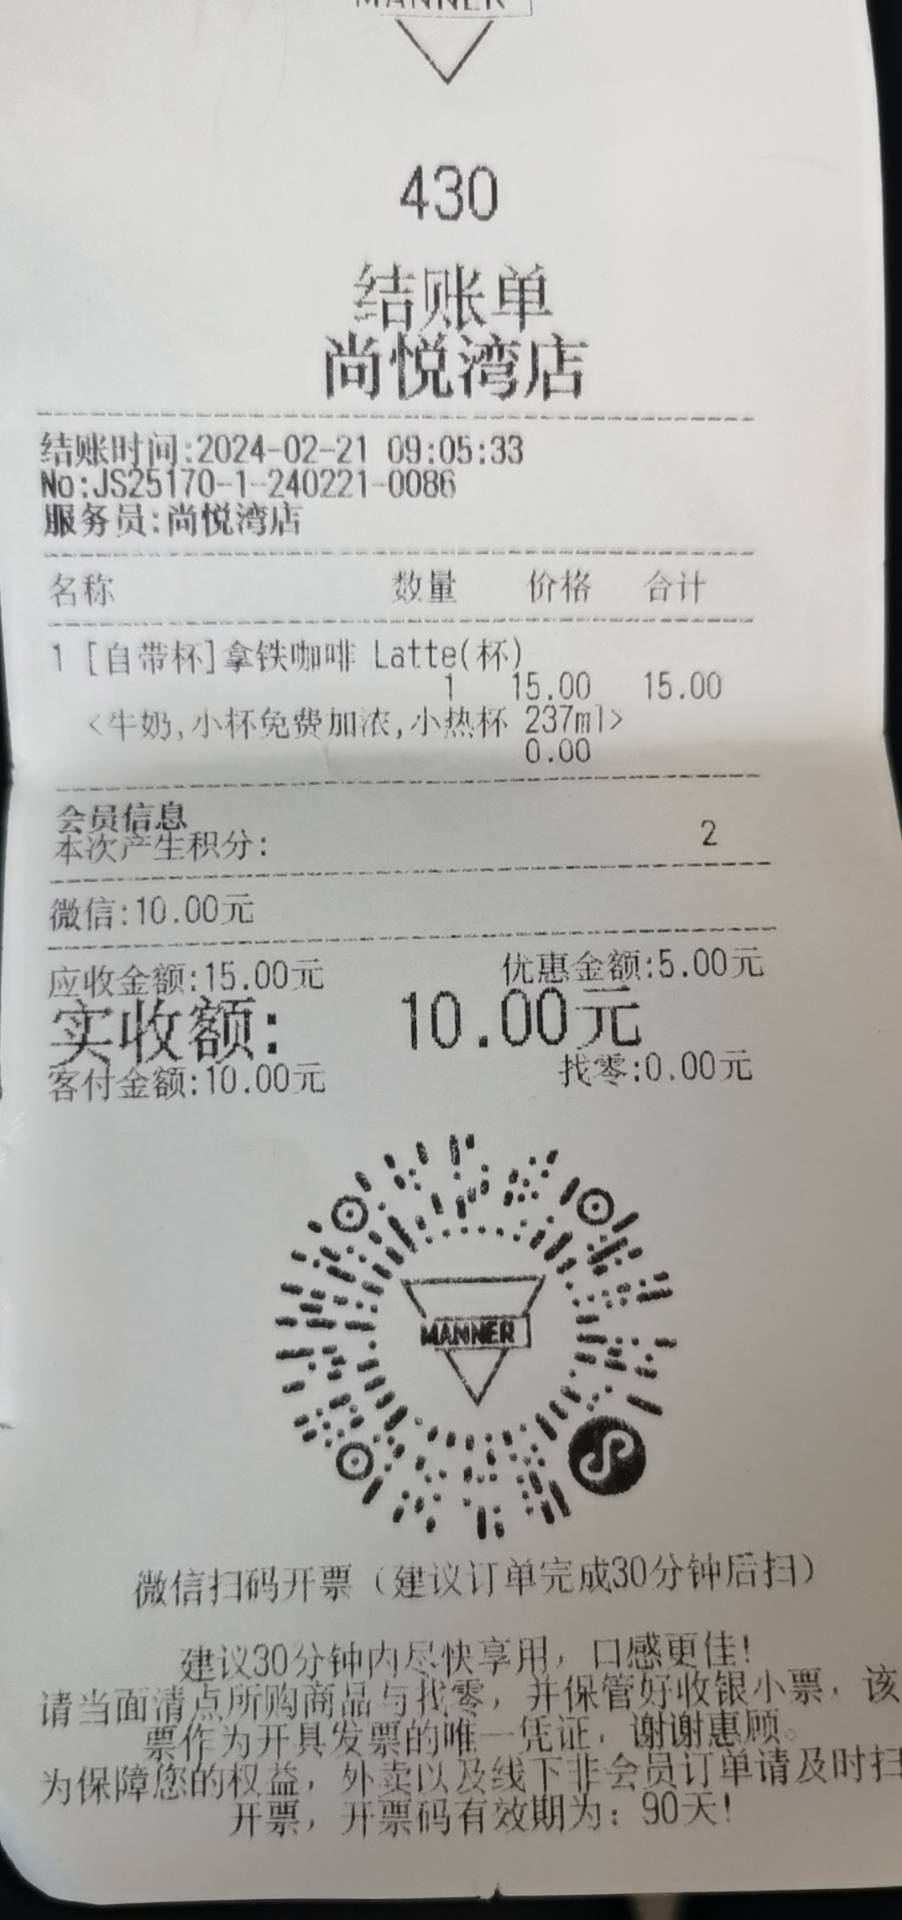 MANNER
430
结账单
尚悦湾店
结账时间:2024-02-21 09:05:33
No:JS25170-1-240221-0086
服务员:尚悦湾店
名称 数量 价格 合计
1 [自带杯]拿铁咖啡 Latte(杯)
1 15.00 15.00
<牛奶,小杯免费加浓,小热杯 237ml>
0.00
会员信息
本次产生积分: 2
微信:10.00元
应收金额:15.00元 优惠金额:5.00元
实收额: 10.00元
客付金额:10.00元 找零:0.00元
MANNER
微信扫码开票（建议订单完成30分钟后扫）
建议30分钟内尽快享用，口感更佳!
请当面清点所购商品与找零，并保管好收银小票，该
票作为开具发票的唯一凭证，谢谢惠顾。
为保障您的权益，外卖以及线下非会员订单请及时扫
开票，开票码有效期为：90天!